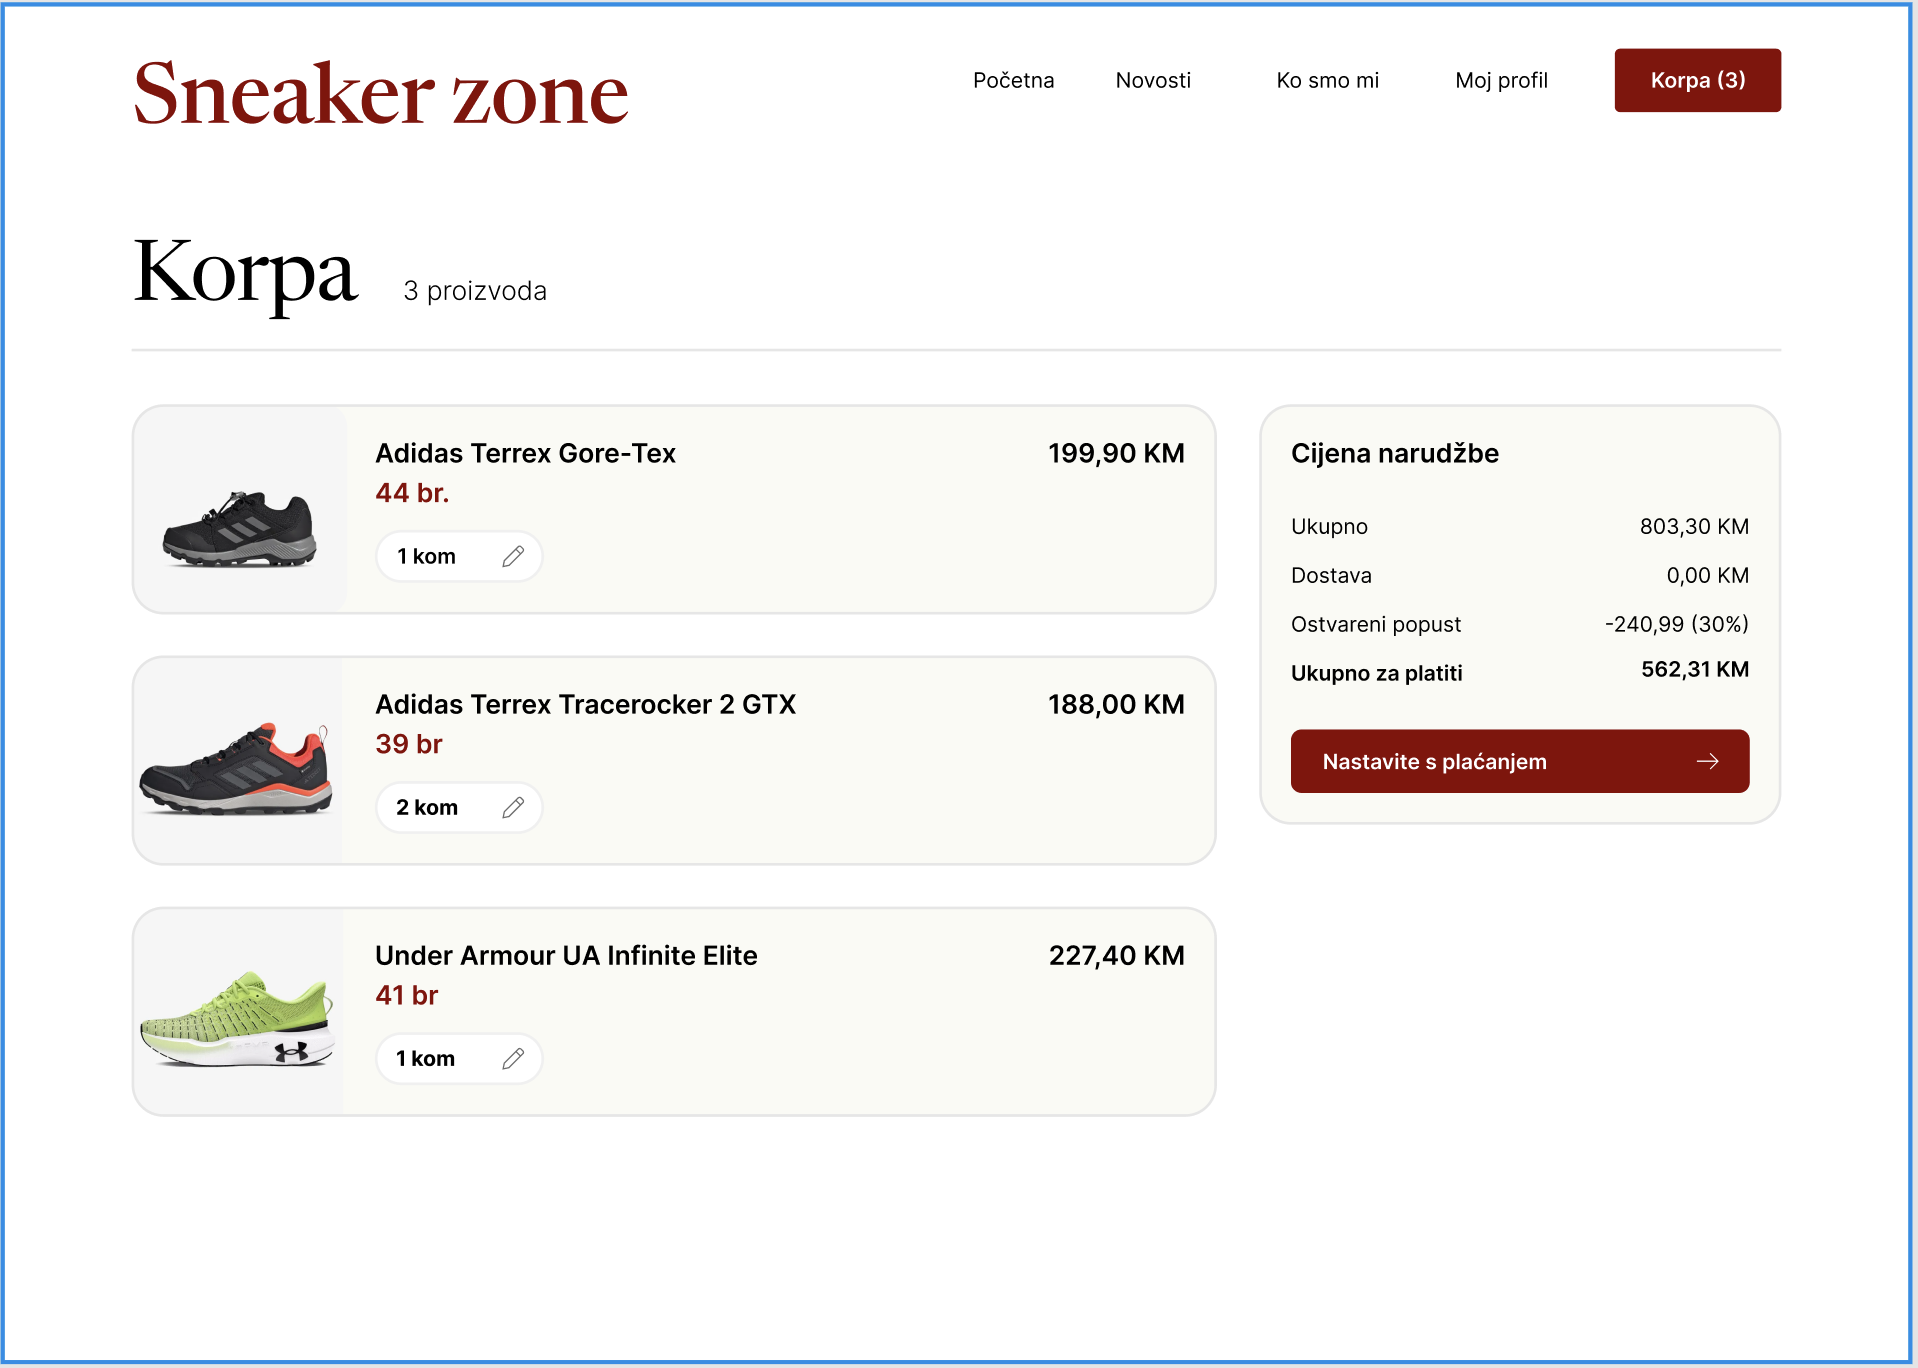 Sneaker zone
Početna
Novosti
Ko smo mi
Moj profil
Korpa (3)
Korpa
3 proizvoda
Adidas Terrex Gore-Tex
199,90 KM
44 br.
1 kom
Adidas Terrex Tracerocker 2 GTX
188,00 KM
39 br
2 kom
Under Armour UA Infinite Elite
227,40 KM
41 br
1 kom
Cijena narudžbe
Ukupno 803,30 KM
Dostava 0,00 KM
Ostvareni popust -240,99 (30%)
Ukupno za platiti 562,31 KM
Nastavite s plaćanjem